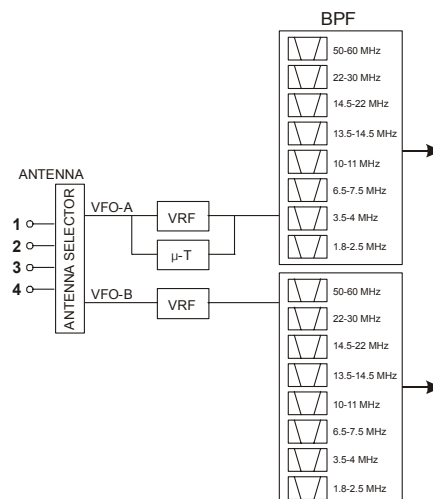 BPF
50-60 MHz
22-30 MHz
14.5-22 MHz
13.5-14.5 MHz
10-11 MHz
6.5-7.5 MHz
3.5-4 MHz
1.8-2.5 MHz
ANTENNA
1
2
3
4
ANTENNA SELECTOR
VFO-A
VRF
μ-T
VFO-B
VRF
50-60 MHz
22-30 MHz
14.5-22 MHz
13.5-14.5 MHz
10-11 MHz
6.5-7.5 MHz
3.5-4 MHz
1.8-2.5 MHz